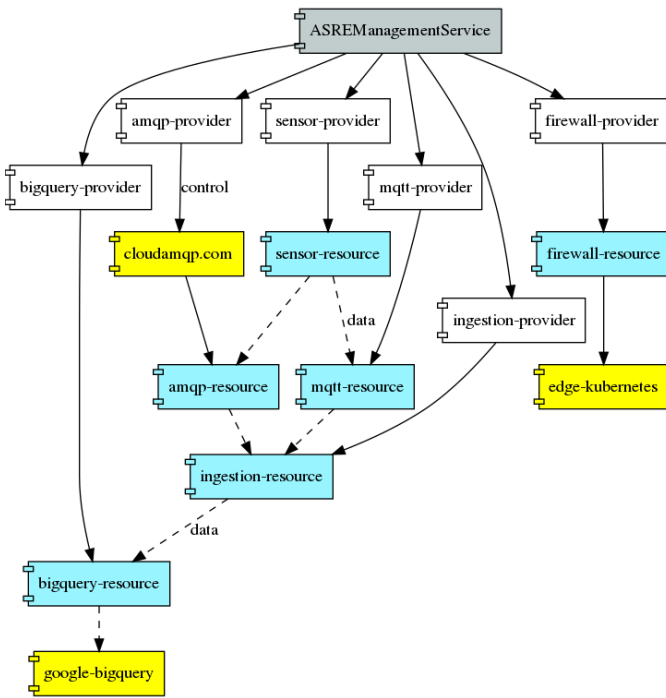 ASREManagementService
amqp-provider
sensor-provider
firewall-provider
bigquery-provider
control
mqtt-provider
cloudamqp.com
sensor-resource
firewall-resource
data
ingestion-provider
amqp-resource
mqtt-resource
edge-kubernetes
ingestion-resource
data
bigquery-resource
google-bigquery